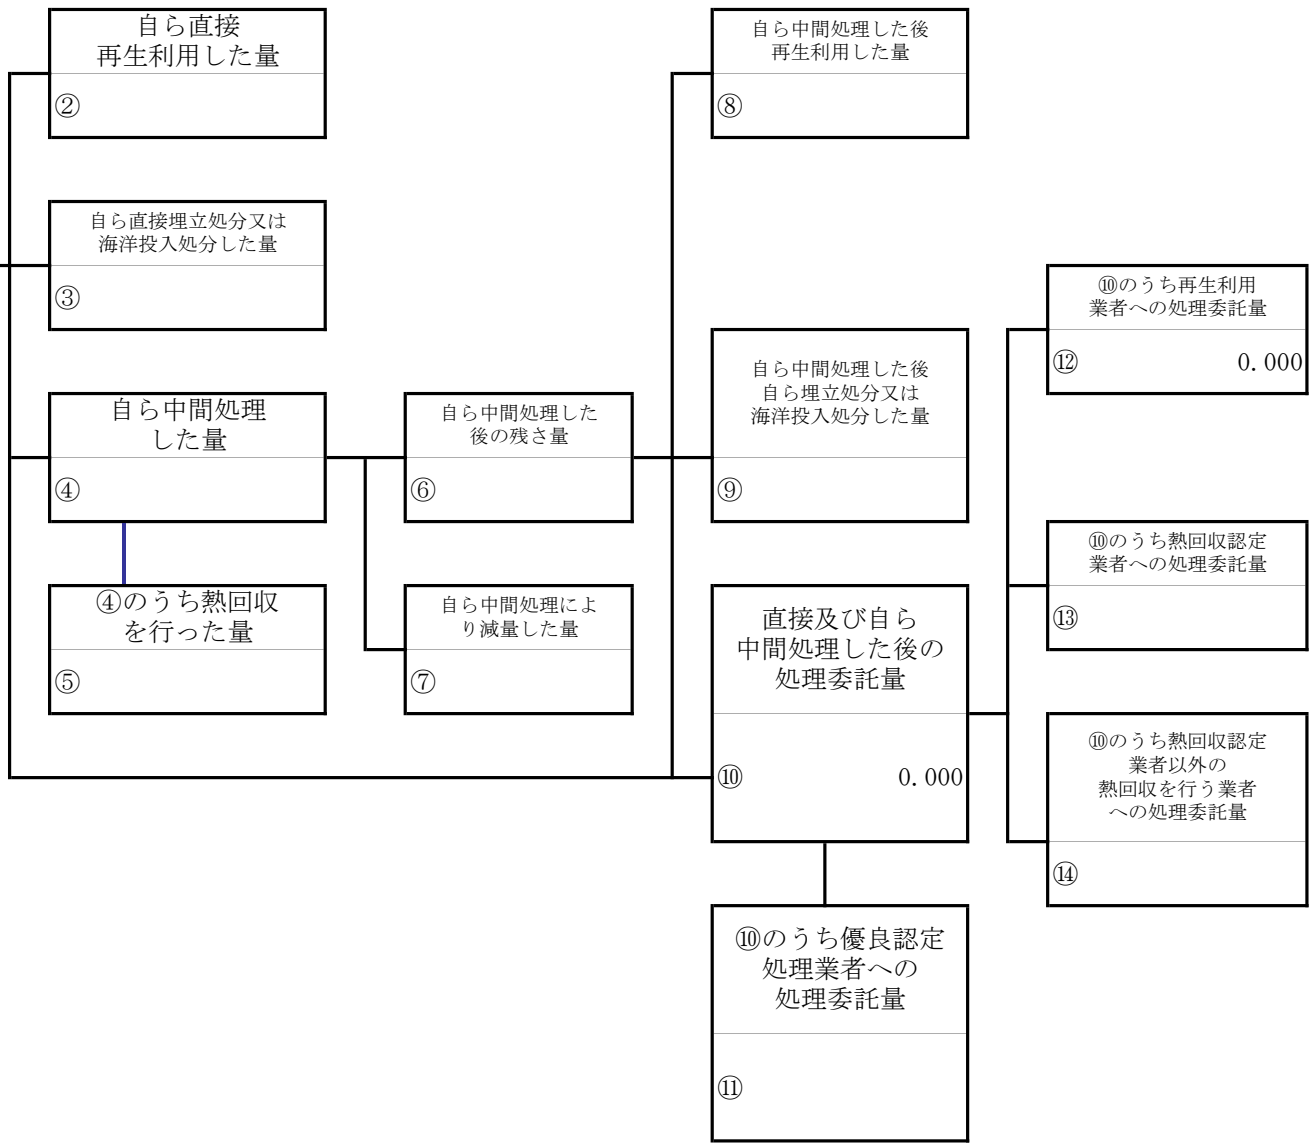 自ら直接
再生利用した量
②
自ら中間処理した後
再生利用した量
⑧
自ら直接埋立処分又は
海洋投入処分した量
③
⑩のうち再生利用
業者への処理委託量
⑫ 0.000
自ら中間処理した後
自ら埋立処分又は
海洋投入処分した量
⑨
自ら中間処理
した量
④
自ら中間処理した
後の残さ量
⑥
⑩のうち熱回収認定
業者への処理委託量
⑬
④のうち熱回収
を行った量
⑤
自ら中間処理によ
り減量した量
⑦
直接及び自ら
中間処理した後の
処理委託量
⑩ 0.000
⑩のうち熱回収認定
業者以外の
熱回収を行う業者
への処理委託量
⑭
⑩のうち優良認定
処理業者への
処理委託量
⑪